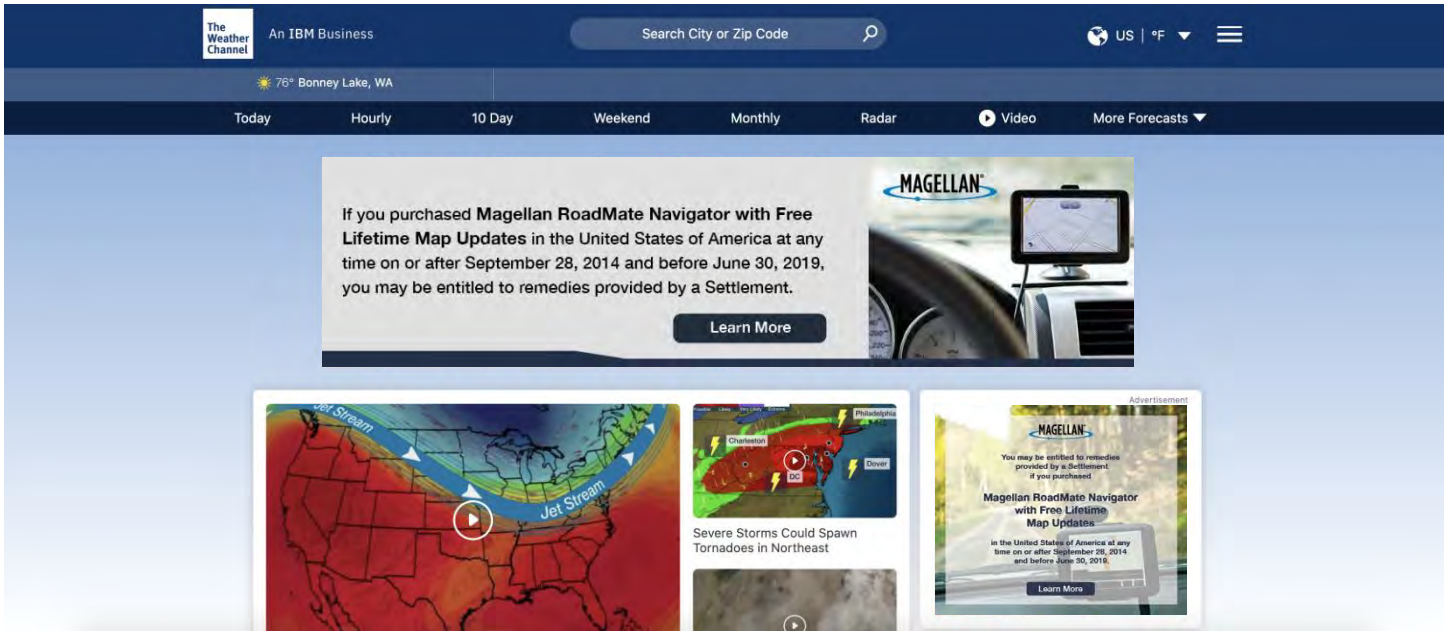 The
Weather
Channel
An IBM Business
Search City or Zip Code
US | °F
76° Bonney Lake, WA
Today Hourly 10 Day Weekend Monthly Radar Video More Forecasts
MAGELLAN
If you purchased Magellan RoadMate Navigator with Free
Lifetime Map Updates in the United States of America at any
time on or after September 28, 2014 and before June 30, 2019,
you may be entitled to remedies provided by a Settlement.
Learn More
Jet Stream
Jet Stream
Possible Likely Very Likely Extreme
Philadelphia
Charleston
Dover
DC
Severe Storms Could Spawn
Tornadoes in Northeast
Advertisement
MAGELLAN
You may be entitled to remedies
provided by a Settlement
if you purchased
Magellan RoadMate Navigator
with Free Lifetime
Map Updates
in the United States of America at any
time on or after September 28, 2014
and before June 30, 2019.
Learn More